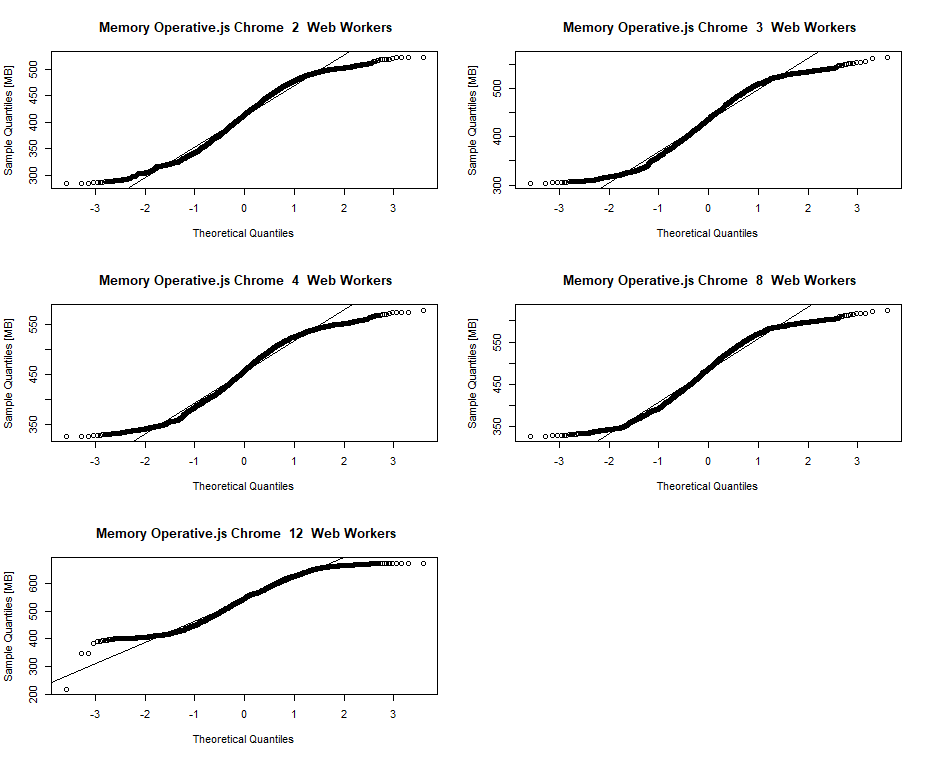 Memory Operative.js Chrome 2 Web Workers
Sample Quantiles [MB]
300 350 400 450 500
-3 -2 -1 0 1 2 3
Theoretical Quantiles
Memory Operative.js Chrome 3 Web Workers
Sample Quantiles [MB]
300 400 500
-3 -2 -1 0 1 2 3
Theoretical Quantiles
Memory Operative.js Chrome 4 Web Workers
Sample Quantiles [MB]
350 450 550
-3 -2 -1 0 1 2 3
Theoretical Quantiles
Memory Operative.js Chrome 8 Web Workers
Sample Quantiles [MB]
350 450 550
-3 -2 -1 0 1 2 3
Theoretical Quantiles
Memory Operative.js Chrome 12 Web Workers
Sample Quantiles [MB]
200 300 400 500 600
-3 -2 -1 0 1 2 3
Theoretical Quantiles